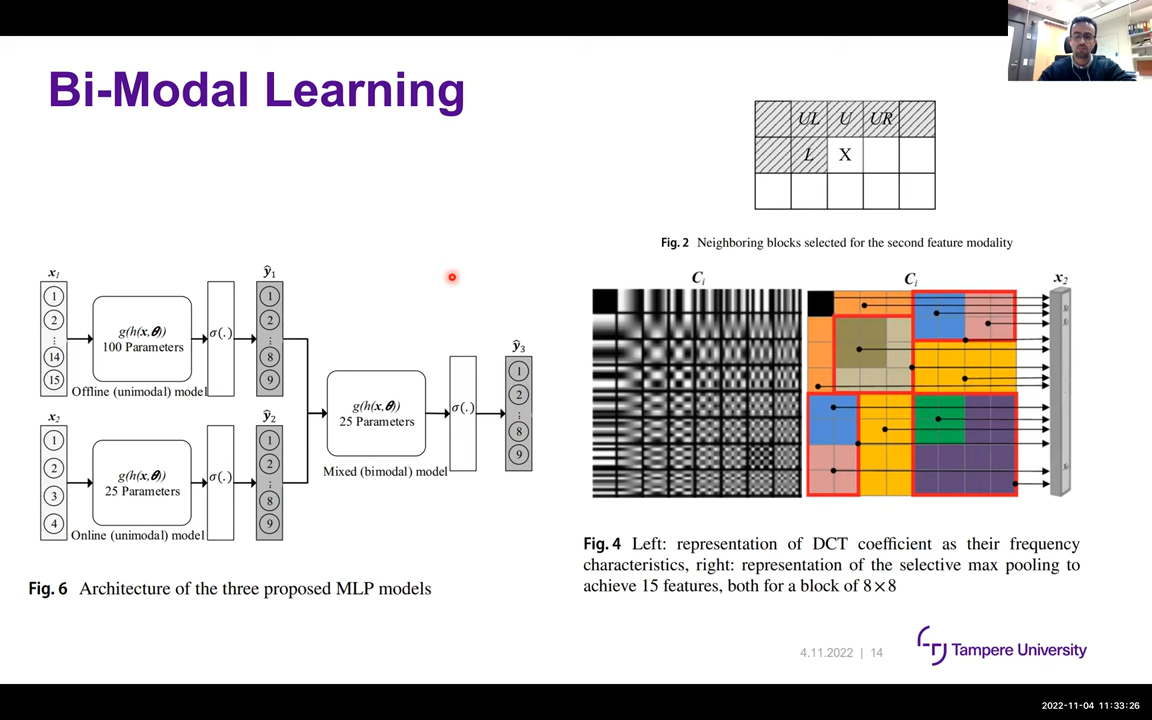 Bi-Modal Learning
UL U UR
L X
Fig. 2 Neighboring blocks selected for the second feature modality
x1
1
2
⋮
14
15
g(h(x,θ))
100 Parameters
σ(.)
Offline (unimodal) model
ŷ1
1
2
⋮
8
9
x2
1
2
3
4
g(h(x,θ))
25 Parameters
σ(.)
Online (unimodal) model
ŷ2
1
2
⋮
8
9
g(h(x,θ))
25 Parameters
σ(.)
Mixed (bimodal) model
ŷ3
1
2
⋮
8
9
Fig. 6 Architecture of the three proposed MLP models
Ci
Ci
x2
Fig. 4 Left: representation of DCT coefficient as their frequency
characteristics, right: representation of the selective max pooling to
achieve 15 features, both for a block of 8×8
4.11.2022 | 14
Tampere University
2022-11-04 11:33:26